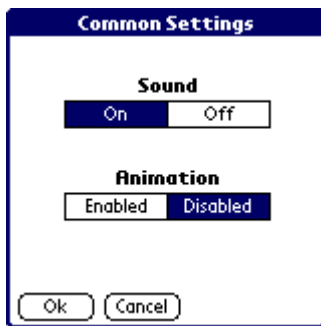 Common Settings
Sound
On Off
Animation
Enabled Disabled
Ok Cancel